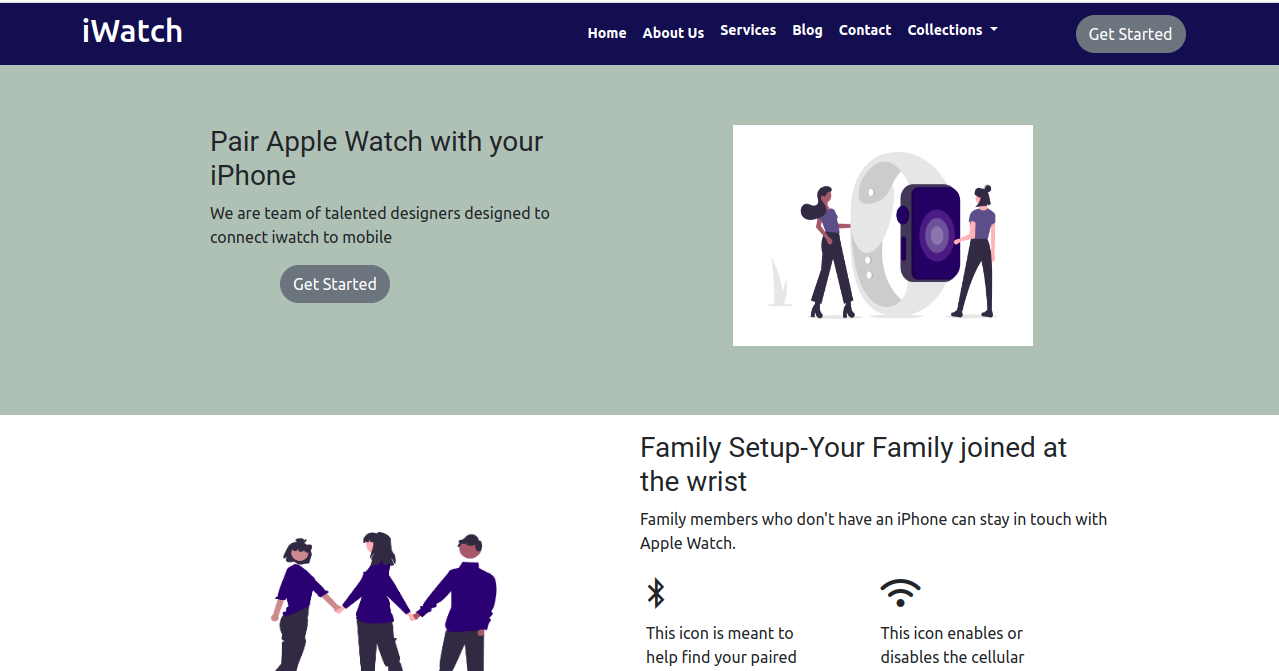 iWatch
Home About Us Services Blog Contact Collections
Get Started
Pair Apple Watch with your
iPhone
We are team of talented designers designed to
connect iwatch to mobile
Get Started
Family Setup-Your Family joined at
the wrist
Family members who don't have an iPhone can stay in touch with
Apple Watch.
This icon is meant to
help find your paired
This icon enables or
disables the cellular